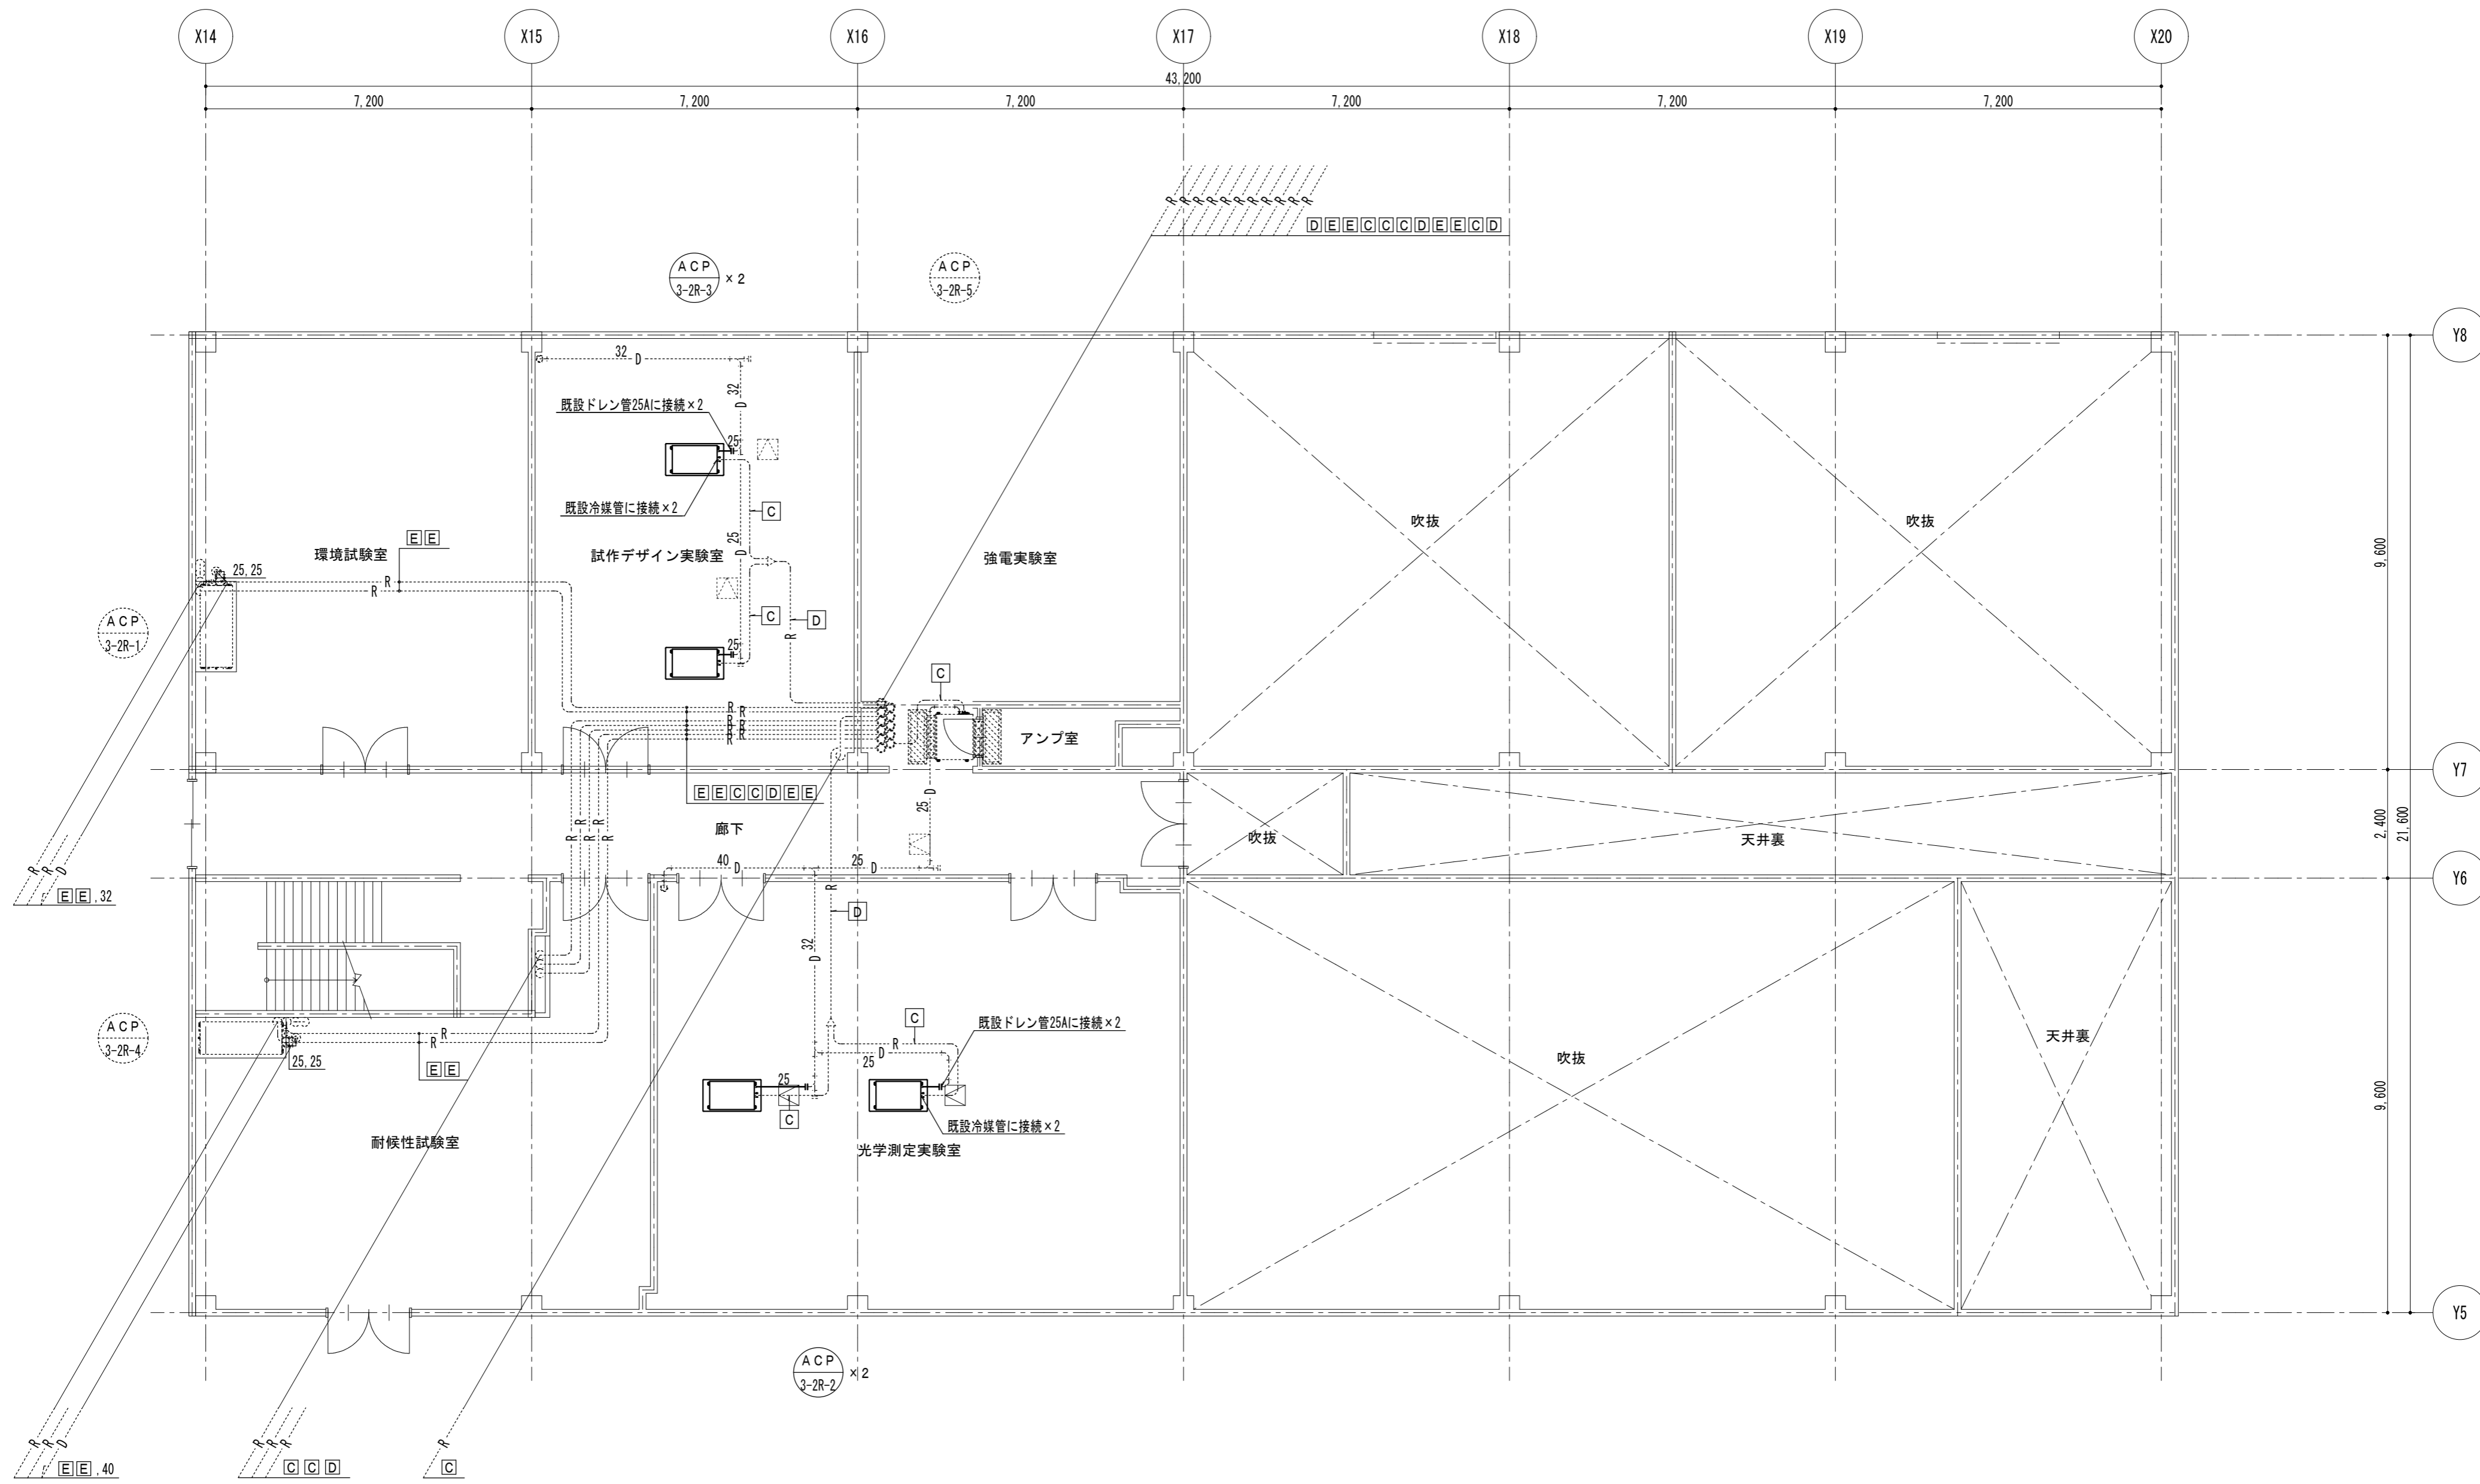 X14 X15 X16 X17 X18 X19 X20
43,200
7,200 7,200 7,200 7,200 7,200 7,200
R R R R R R R R R R R
D E E C C C D E E C D
ACP 3-2R-3 ×2
ACP 3-2R-5
Y8
32 D
32 D
既設ドレン管25Aに接続×2
25
既設冷媒管に接続×2
C
E E
環境試験室
25 D
試作デザイン実験室
強電実験室
吹抜
吹抜
9,600
25,25
R
R
ACP 3-2R-1
C
D
R
25
C
R R
R R
R R
R
アンプ室
Y7
E E C C D E E
25 D
廊下
R R R R R
吹抜
天井裏
2,400
21,600
40 D
25 D
Y6
R R D
E E , 32
R
D
32 D
ACP 3-2R-4
R
R
25,25
E E
C
既設ドレン管25Aに接続×2
R
D
25
25
C
既設冷媒管に接続×2
吹抜
天井裏
9,600
耐候性試験室
光学測定実験室
Y5
ACP 3-2R-2 ×2
R R D
E E , 40
R R R
C C D
R
C